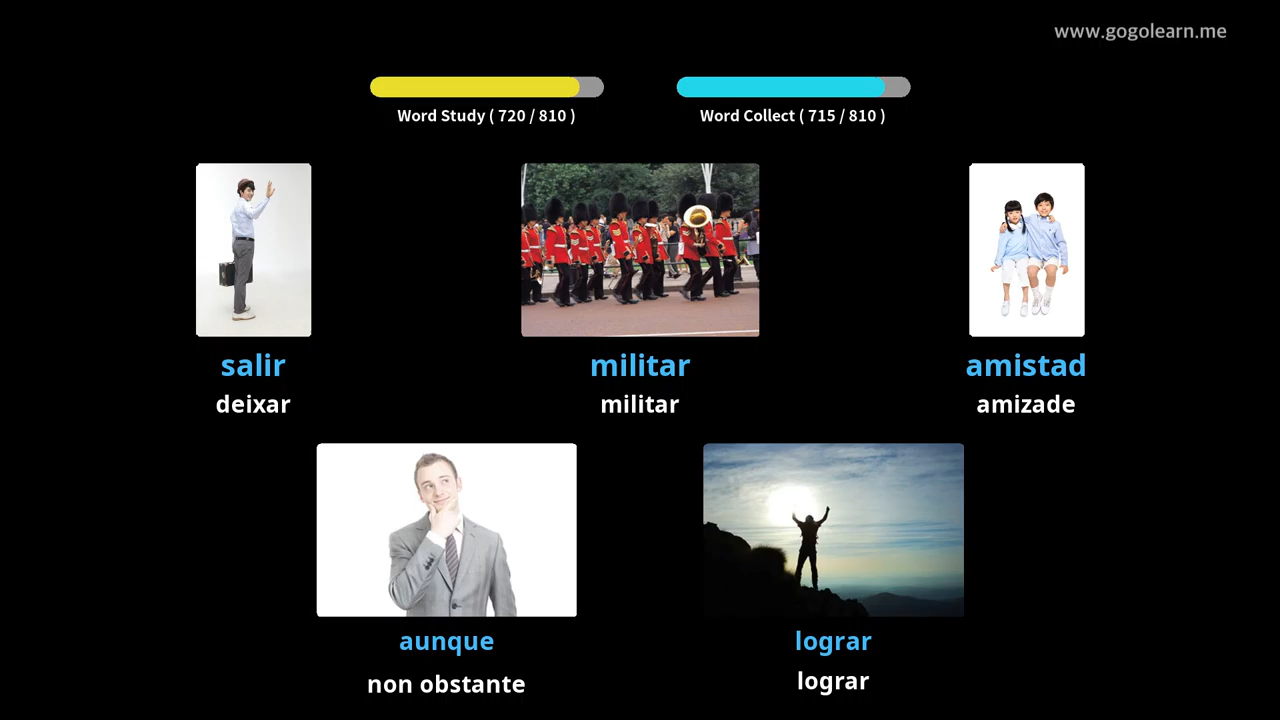 www.gogolearn.me
Word Study ( 720 / 810 )
Word Collect ( 715 / 810 )
salir
deixar
militar
militar
amistad
amizade
aunque
non obstante
lograr
lograr